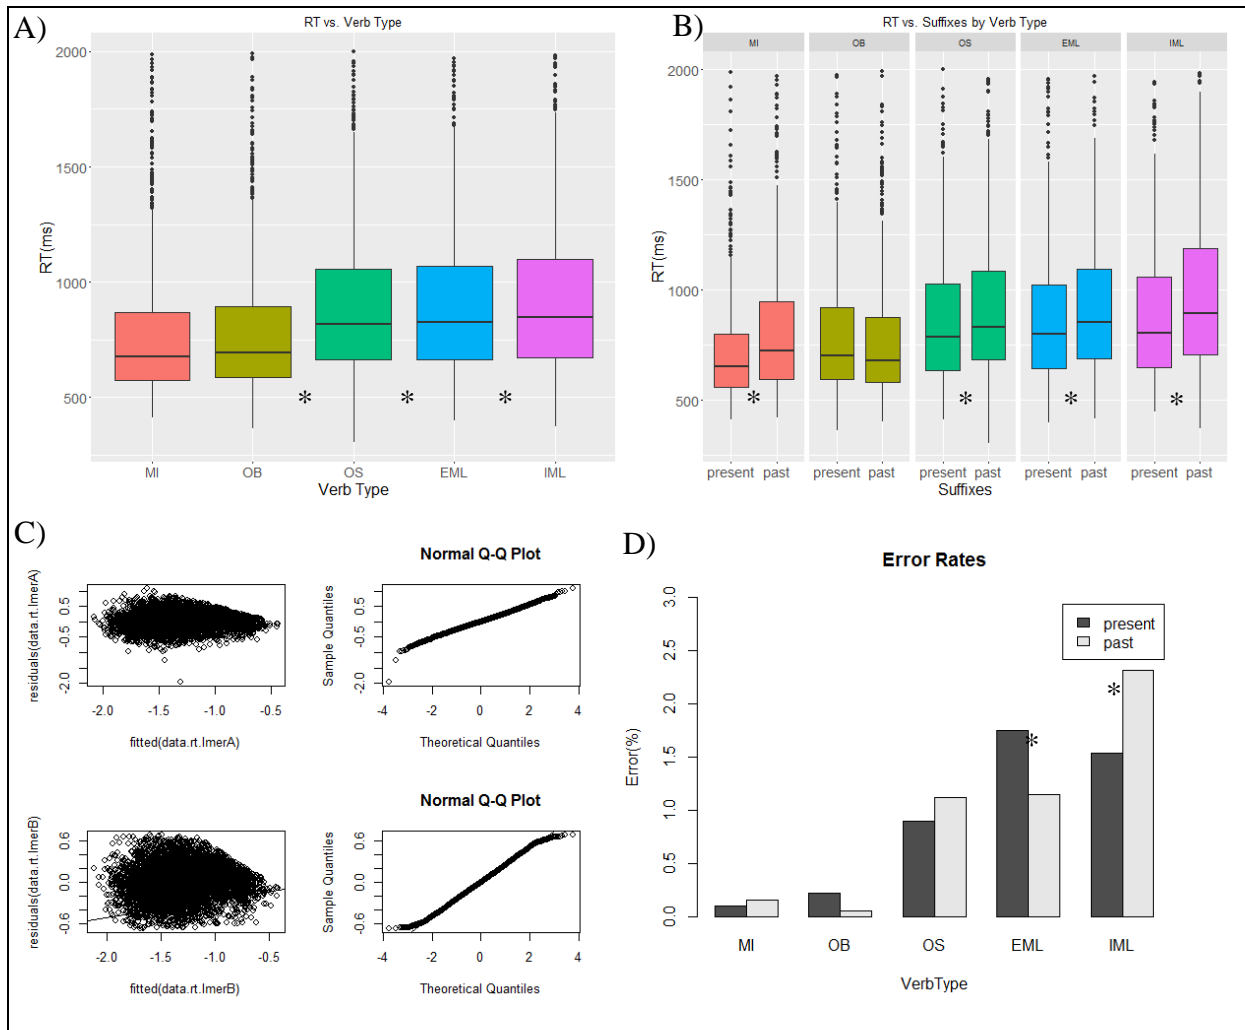 A)
RT vs. Verb Type
RT(ms)
2000
1500
1000
500
* * *
MI OB OS EML IML
Verb Type
B)
RT vs. Suffixes by Verb Type
MI OB OS EML IML
RT(ms)
2000
1500
1000
500
* * * *
present past present past present past present past present past
Suffixes
C)
residuals(data.rt.lmerA)
0.5
-0.5
-2.0
-2.0 -1.5 -1.0 -0.5
fitted(data.rt.lmerA)
Normal Q-Q Plot
Sample Quantiles
0.5
-0.5
-2.0
-4 -2 0 2 4
Theoretical Quantiles
residuals(data.rt.lmerB)
0.6
0.0
-0.6
-2.0 -1.5 -1.0 -0.5
fitted(data.rt.lmerB)
Normal Q-Q Plot
Sample Quantiles
0.6
0.0
-0.6
-4 -2 0 2 4
Theoretical Quantiles
D)
Error Rates
Error(%)
3.0
2.5
2.0
1.5
1.0
0.5
0.0
present
past
* *
MI OB OS EML IML
VerbType